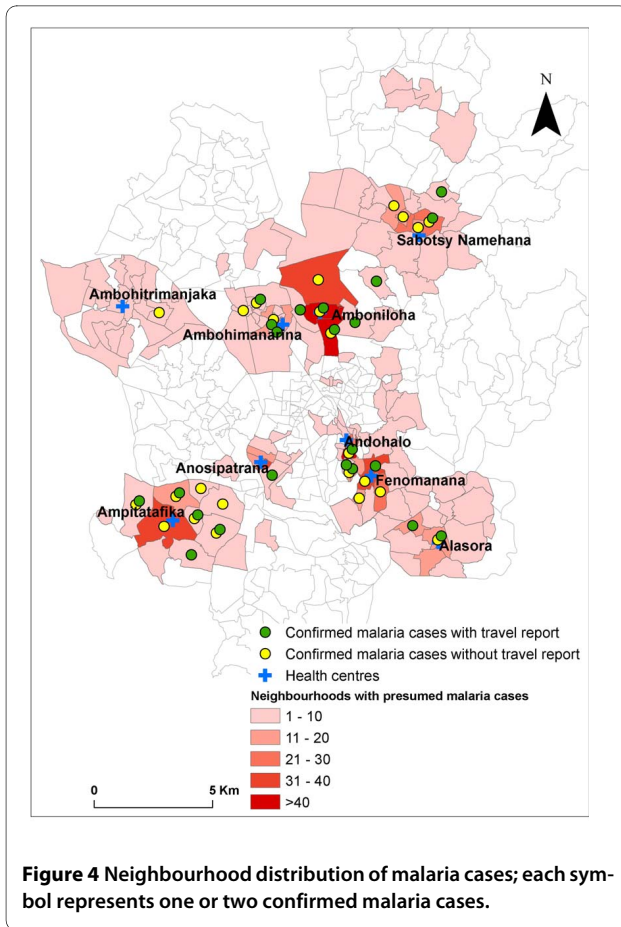 N
Sabotsy Namehana
Ambohitrimanjaka
Amboniloha
Ambohimanarina
Andohalo
Anosipatrana
Fenomanana
Ampitatafika
Alasora
Confirmed malaria cases with travel report
Confirmed malaria cases without travel report
Health centres
Neighbourhoods with presumed malaria cases
1 - 10
11 - 20
21 - 30
31 - 40
>40
0 5 Km
Figure 4 Neighbourhood distribution of malaria cases; each sym-
bol represents one or two confirmed malaria cases.